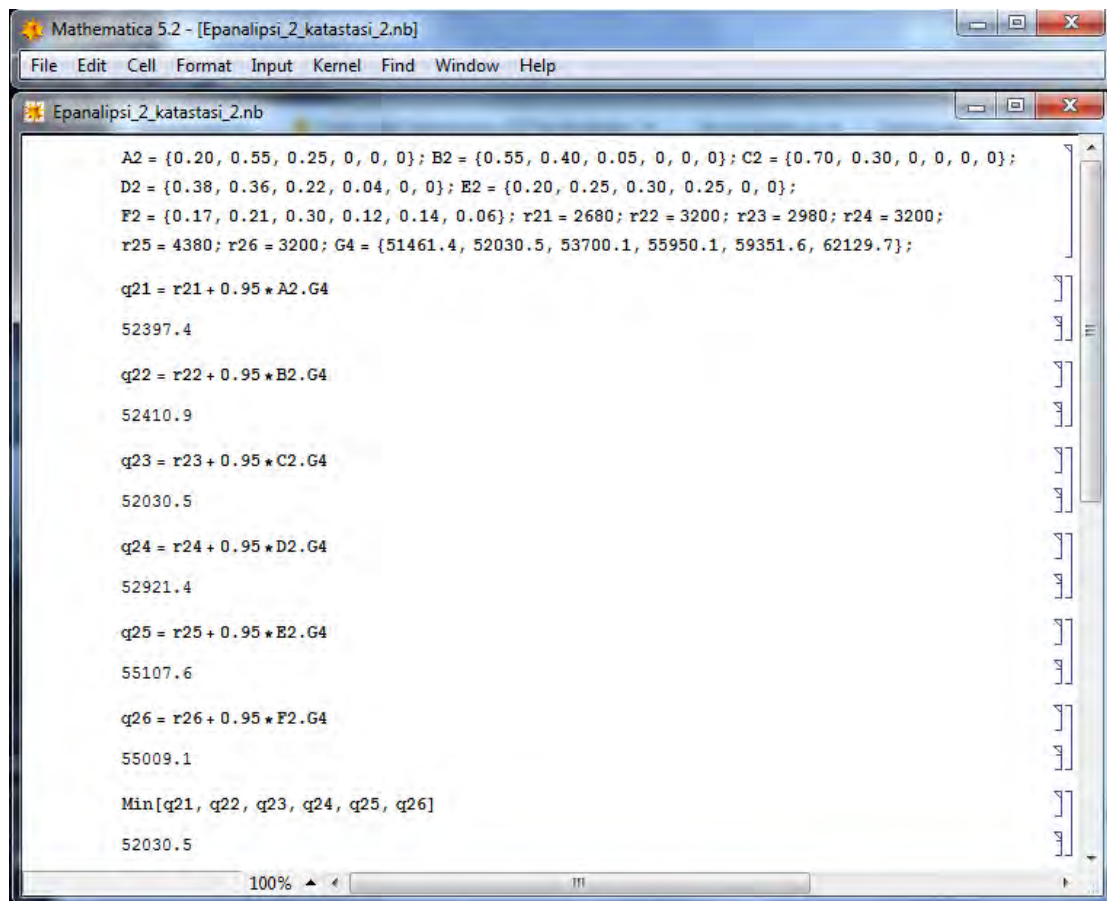 Mathematica 5.2 - [Epanalipsi_2_katastasi_2.nb]
File Edit Cell Format Input Kernel Find Window Help
Epanalipsi_2_katastasi_2.nb
A2 = {0.20, 0.55, 0.25, 0, 0, 0}; B2 = {0.55, 0.40, 0.05, 0, 0, 0}; C2 = {0.70, 0.30, 0, 0, 0, 0};
D2 = {0.38, 0.36, 0.22, 0.04, 0, 0}; E2 = {0.20, 0.25, 0.30, 0.25, 0, 0};
F2 = {0.17, 0.21, 0.30, 0.12, 0.14, 0.06}; r21 = 2680; r22 = 3200; r23 = 2980; r24 = 3200;
r25 = 4380; r26 = 3200; G4 = {51461.4, 52030.5, 53700.1, 55950.1, 59351.6, 62129.7};
q21 = r21 + 0.95 * A2.G4
52397.4
q22 = r22 + 0.95 * B2.G4
52410.9
q23 = r23 + 0.95 * C2.G4
52030.5
q24 = r24 + 0.95 * D2.G4
52921.4
q25 = r25 + 0.95 * E2.G4
55107.6
q26 = r26 + 0.95 * F2.G4
55009.1
Min[q21, q22, q23, q24, q25, q26]
52030.5
100%